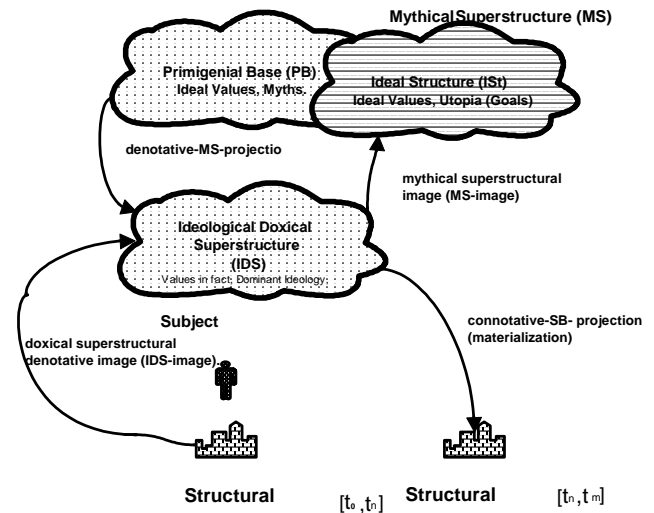 Mythical Superstructure (MS)
Primigenial Base (PB)
Ideal Values, Myths.
Ideal Structure (ISt)
Ideal Values, Utopia (Goals)
denotative-MS-projectio
mythical superstructural
image (MS-image)
Ideological Doxical
Superstructure
(IDS)
Values in fact, Dominant Ideology
Subject
doxical superstructural
denotative image (IDS-image).
connotative-SB- projection
(materialization)
Structural
[t₀,tₙ]
Structural
[tₙ,tₘ]